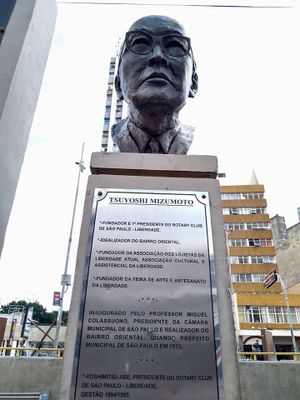 TSUYOSHI MIZUMOTO
*-FUNDADOR E 1º PRESIDENTE DO ROTARY CLUB
DE SÃO PAULO - LIBERDADE.
*-IDEALIZADOR DO BAIRRO ORIENTAL.
*-FUNDADOR DA ASSOCIAÇÃO DOS LOJISTAS DA
LIBERDADE ATUAL ASSOCIAÇÃO CULTURAL E
ASSISTENCIAL DA LIBERDADE.
*-FUNDADOR DA FEIRA DE ARTE E ARTESANATO
DA LIBERDADE.
* * * *
INAUGURADO PELO PROFESSOR MIGUEL
COLASSUONO, PRESIDENTE DA CÂMARA
MUNICIPAL DE SÃO PAULO E REALIZADOR DO
BAIRRO ORIENTAL, QUANDO PREFEITO
MUNICIPAL DE SÃO PAULO EM 1973.
* * * *
*-YOSHIMITSU ABE, PRESIDENTE DO ROTARY CLUB
DE SÃO PAULO - LIBERDADE.
GESTÃO 1994/1995.